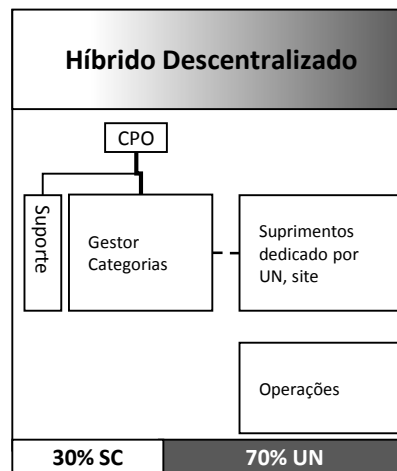 Híbrido Descentralizado
CPO
Suporte
Gestor
Categorias
Suprimentos
dedicado por
UN, site
Operações
30% SC
70% UN